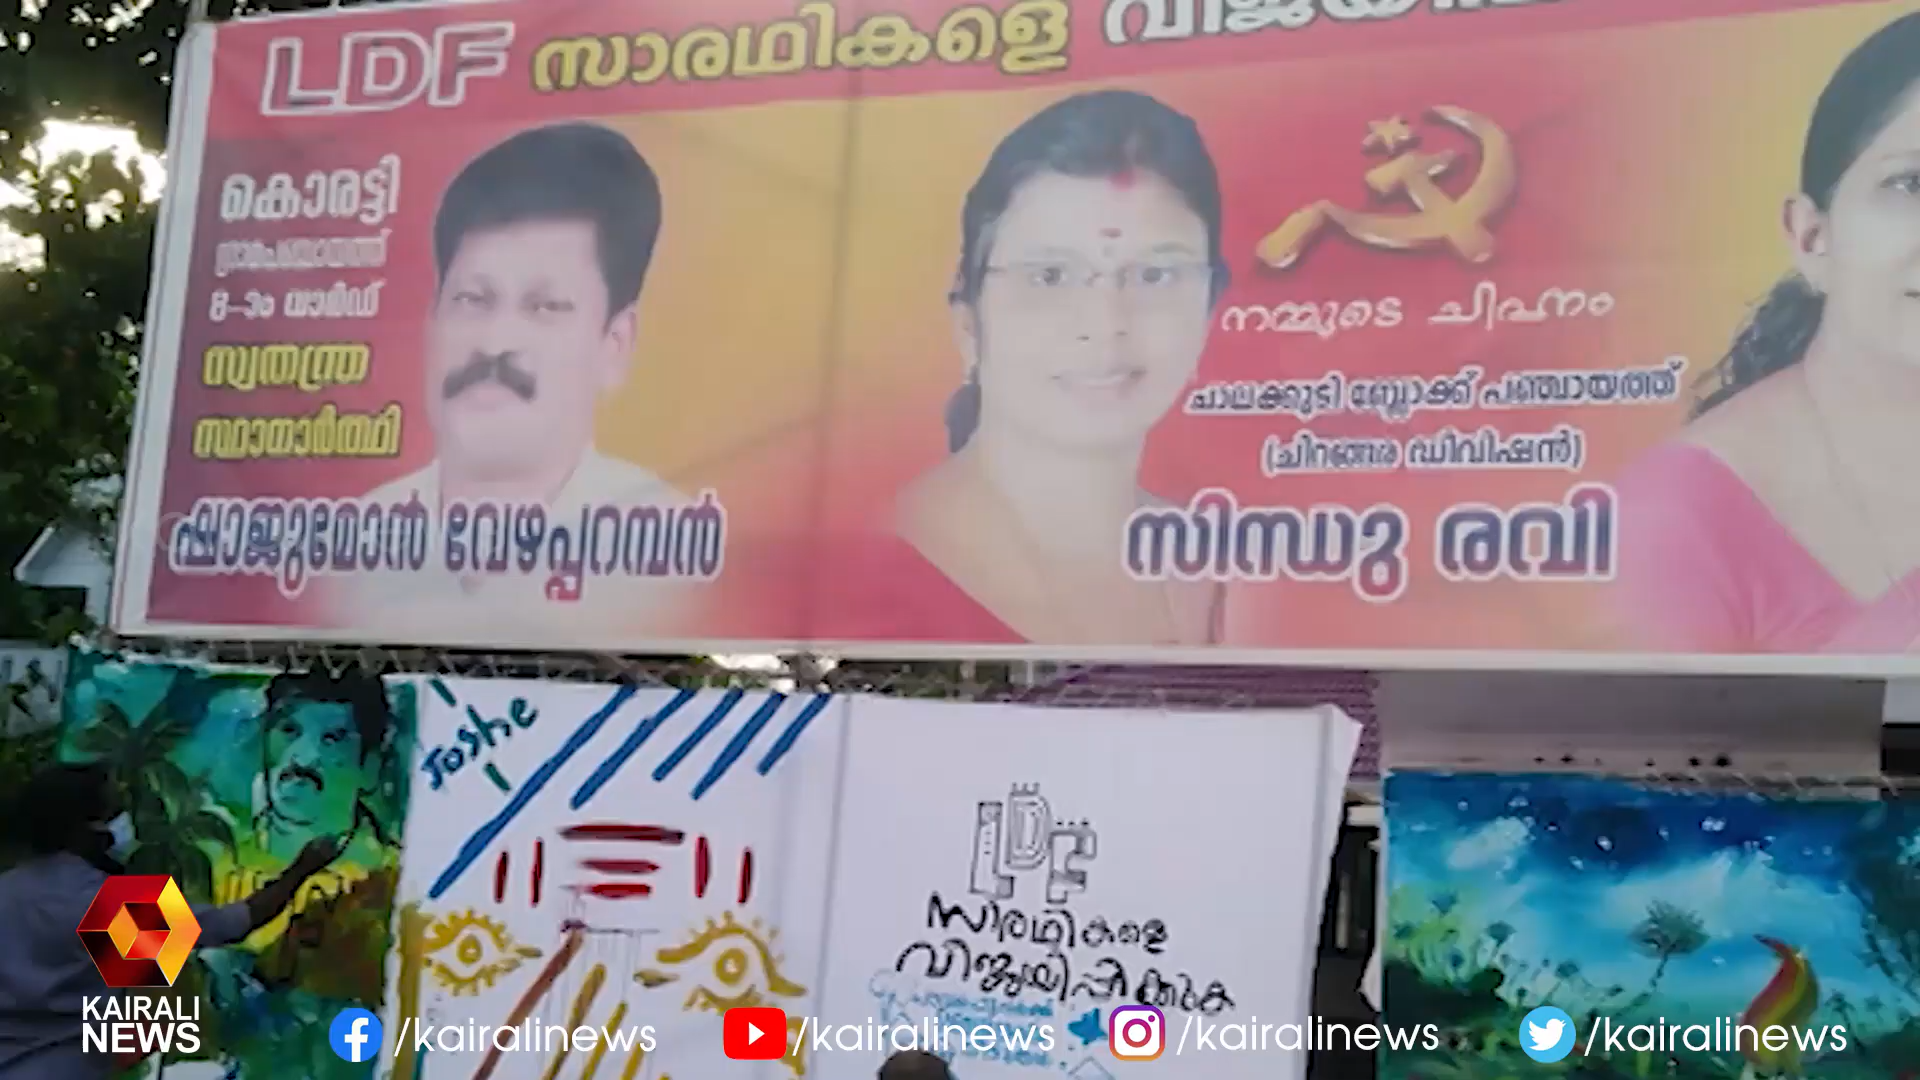 LDF സാരഥികളെ
കൊരട്ടി
ഗ്രാമപഞ്ചായത്ത്
8-ാം വാർഡ്
സ്വതന്ത്ര
സ്ഥാനാർത്ഥി
ഷാജുമോൻ വേഴപ്പറമ്പൻ
നമ്മുടെ ചിഹ്നം
ചാലക്കുടി ബ്ലോക്ക് പഞ്ചായത്ത്
(ചിറങ്ങര ഡിവിഷൻ)
സിന്ധു രവി
Joshe
LDF
സാരഥികളെ
വിജയിപ്പിക്കുക
KAIRALI
NEWS
/kairalinews
/kairalinews
/kairalinews
/kairalinews